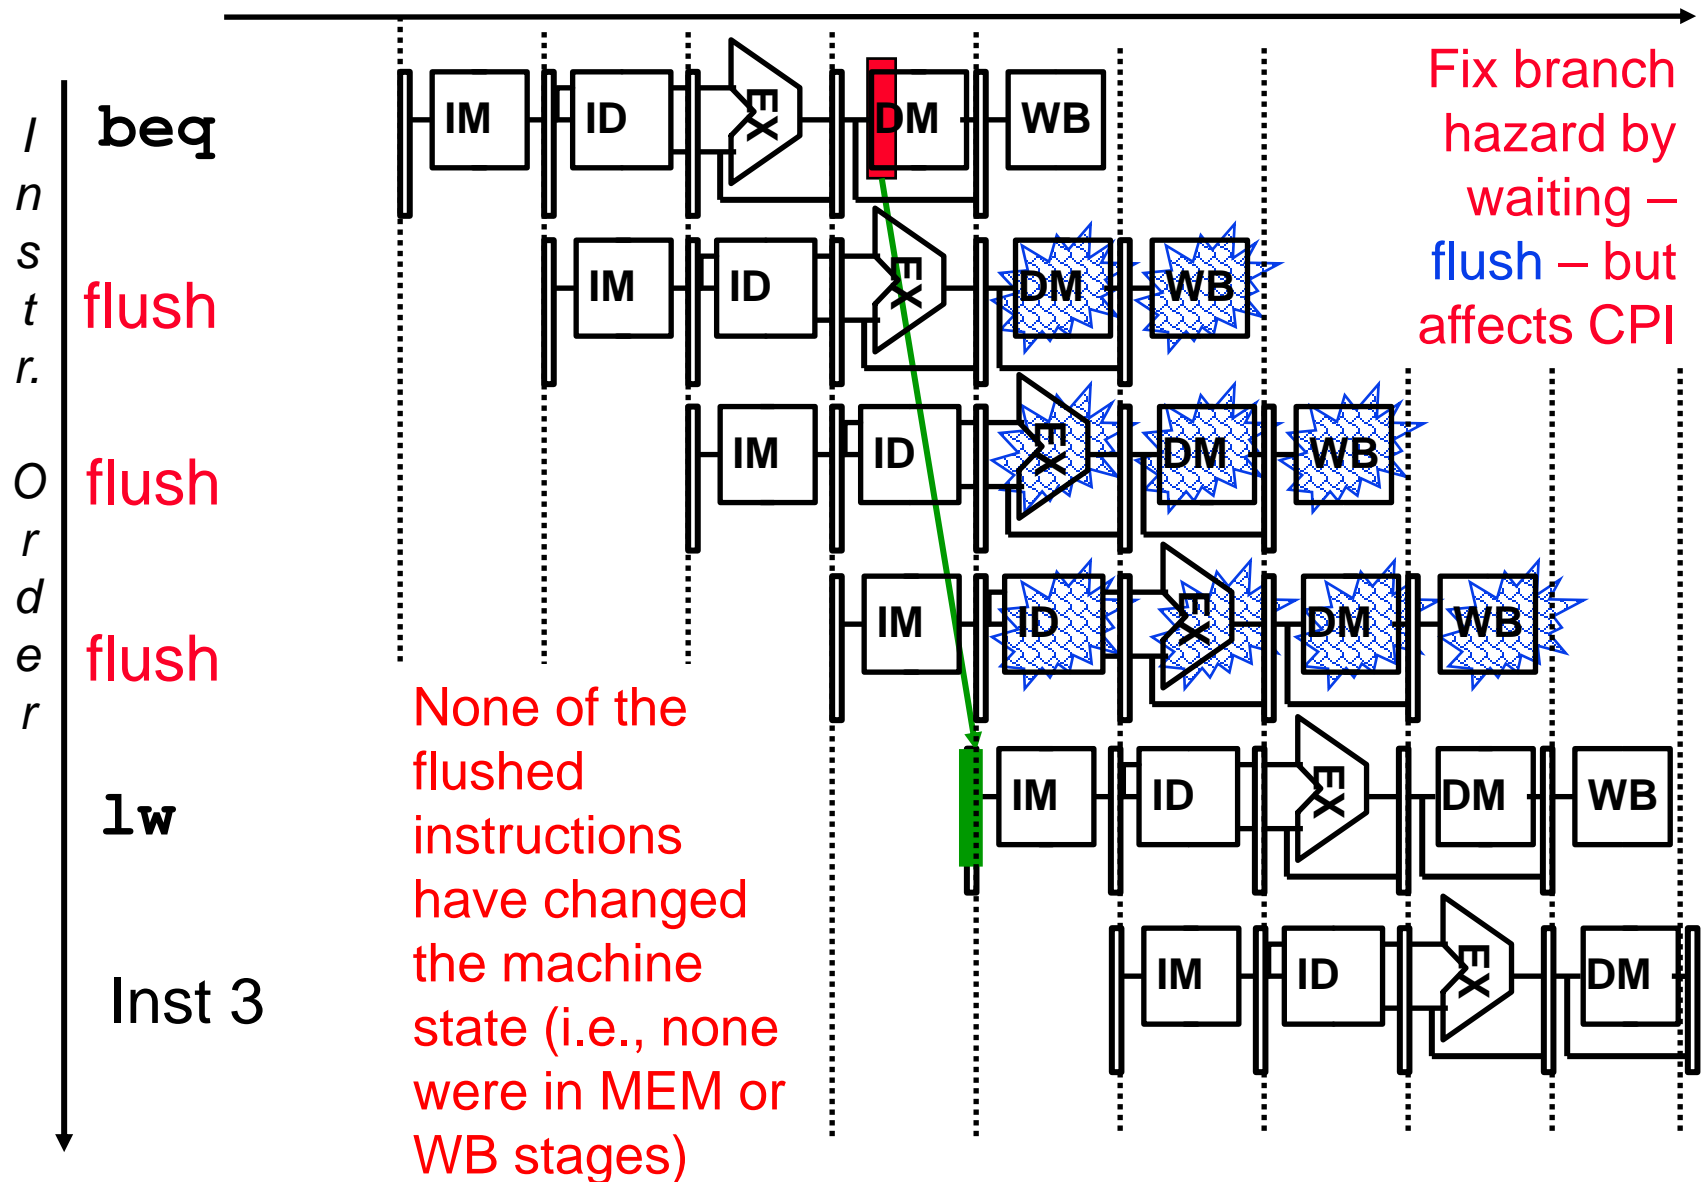 Instr. Order
Fix branch
hazard by
waiting –
flush – but
affects CPI
beq
IM ID EX DM WB
flush
IM ID EX DM WB
flush
IM ID EX DM WB
flush
IM ID EX DM WB
lw
IM ID EX DM WB
Inst 3
IM ID EX DM
None of the
flushed
instructions
have changed
the machine
state (i.e., none
were in MEM or
WB stages)